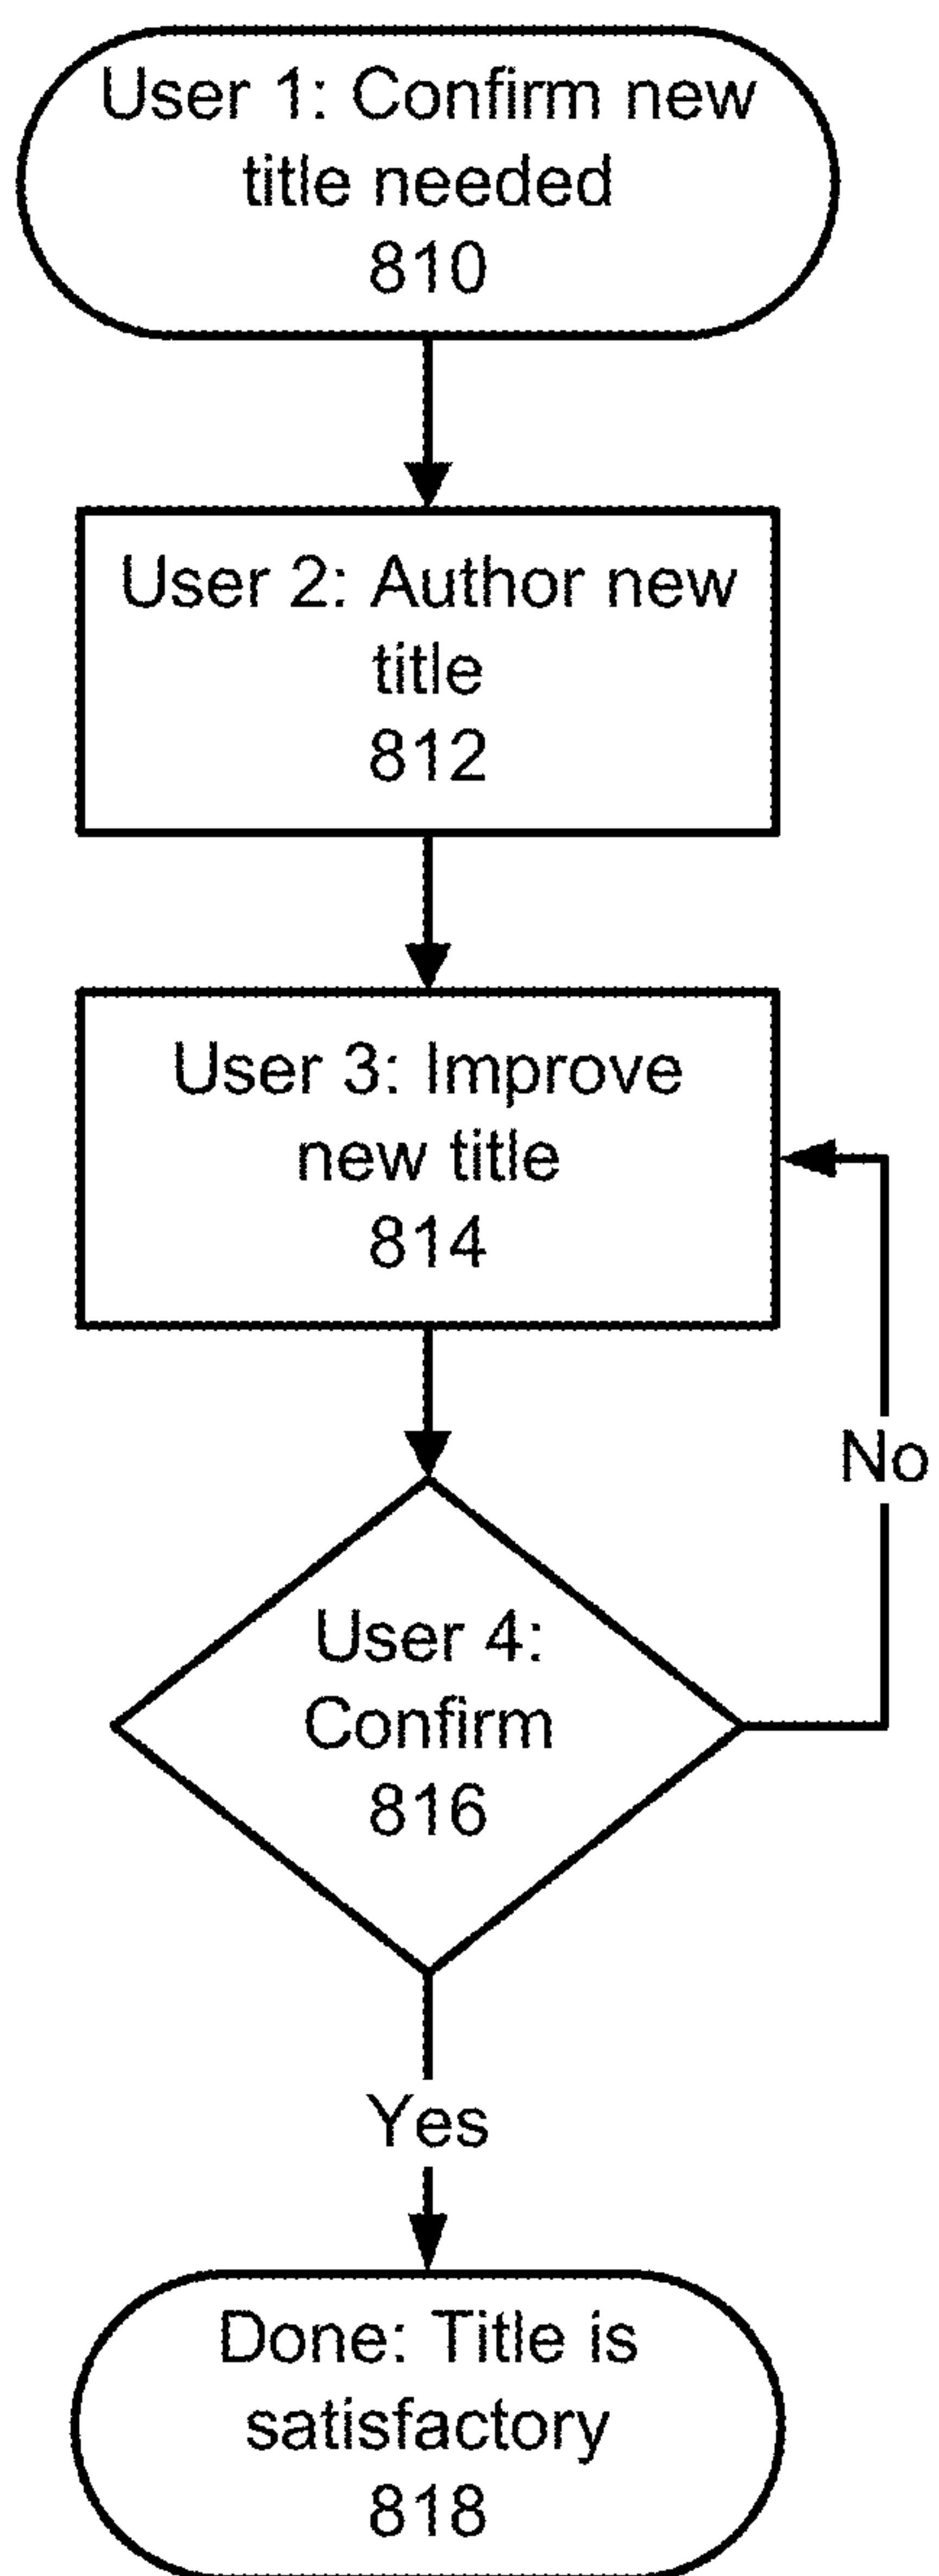 User 1: Confirm new
title needed
810
User 2: Author new
title
812
User 3: Improve
new title
814
No
User 4:
Confirm
816
Yes
Done: Title is
satisfactory
818